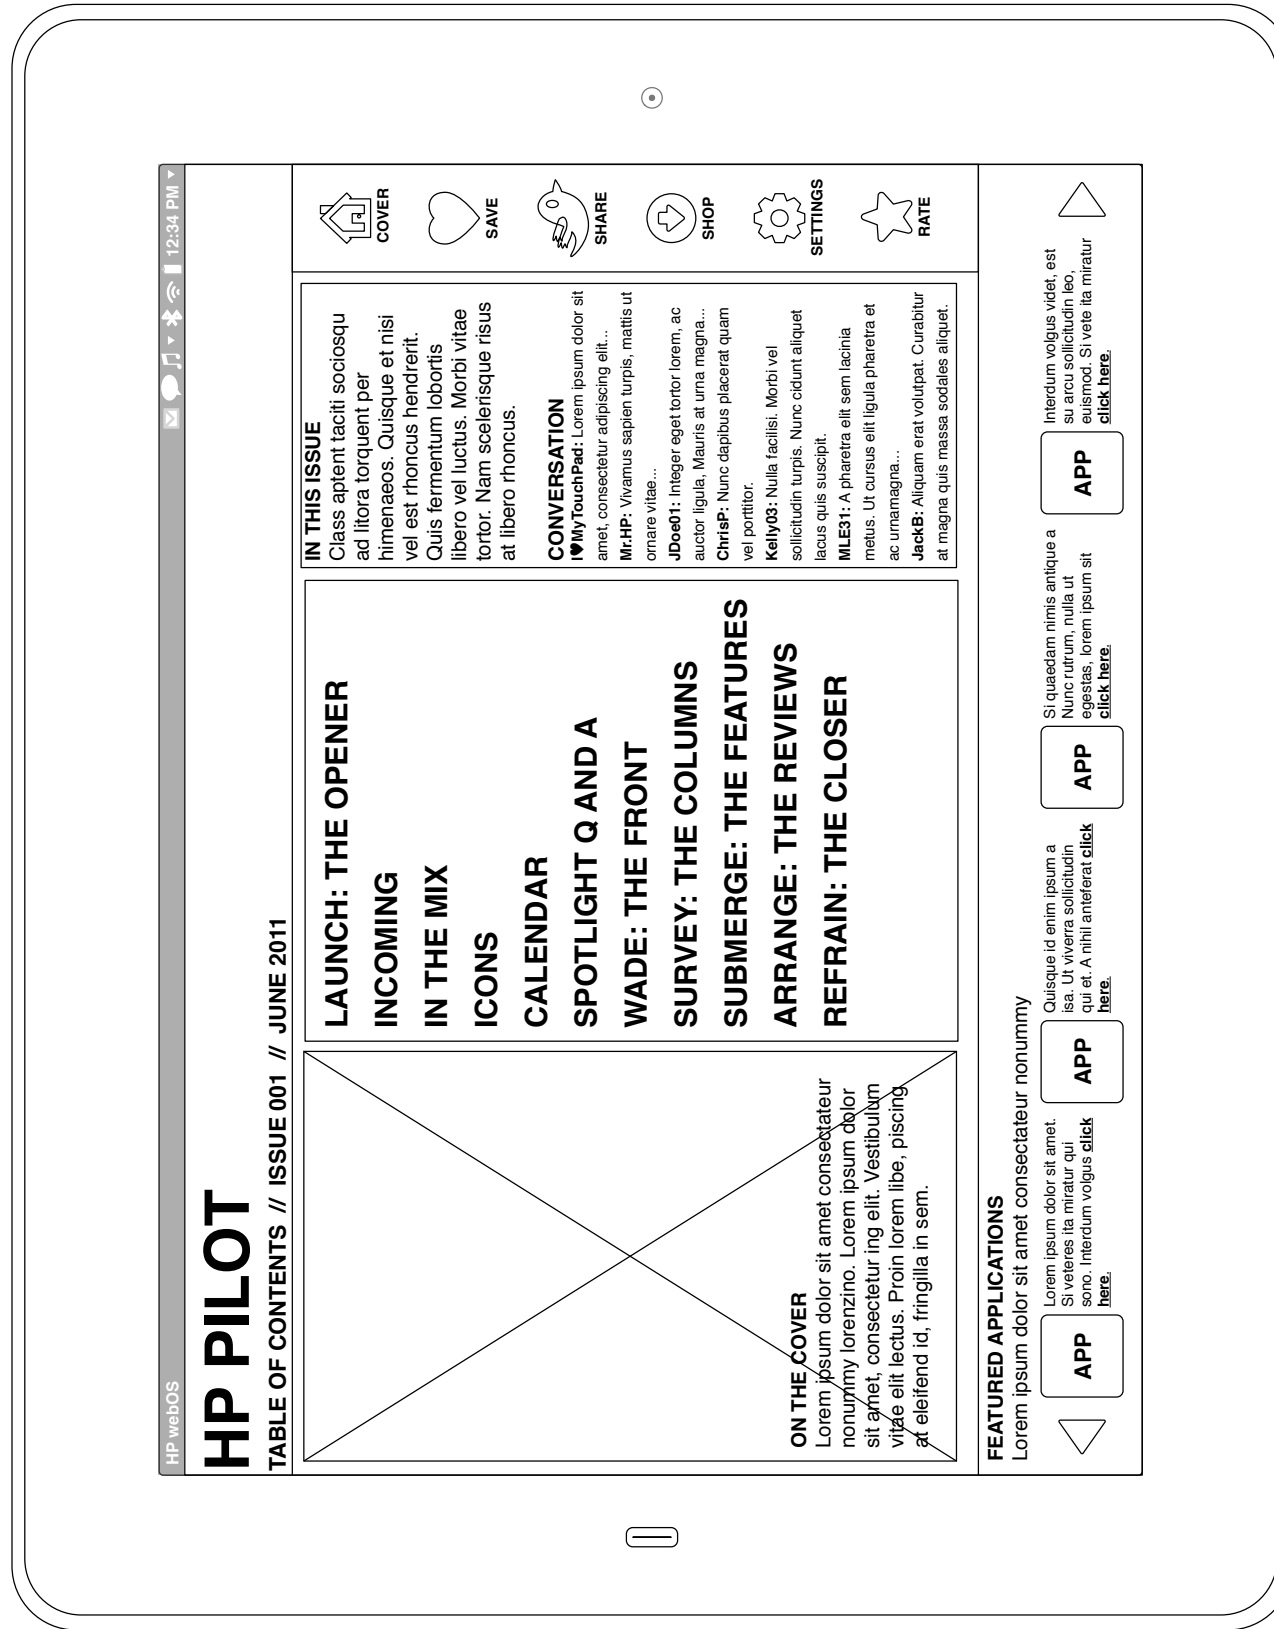 HP webOS
12:34 PM
HP PILOT
TABLE OF CONTENTS // ISSUE 001 // JUNE 2011
ON THE COVER
Lorem ipsum dolor sit amet consectateur
nonummy lorenzino. Lorem ipsum dolor
sit amet, consectetur ing elit. Vestibulum
vitae elit lectus. Proin lorem libe, piscing
at eleifend id, fringilla in sem.
LAUNCH: THE OPENER
INCOMING
IN THE MIX
ICONS
CALENDAR
SPOTLIGHT Q AND A
WADE: THE FRONT
SURVEY: THE COLUMNS
SUBMERGE: THE FEATURES
ARRANGE: THE REVIEWS
REFRAIN: THE CLOSER
IN THIS ISSUE
Class aptent taciti sociosqu
ad litora torquent per
himenaeos. Quisque et nisi
vel est rhoncus hendrerit.
Quis fermentum lobortis
libero vel luctus. Morbi vitae
tortor. Nam scelerisque risus
at libero rhoncus.
CONVERSATION
I♥MyTouchPad: Lorem ipsum dolor sit
amet, consectetur adipiscing elit...
Mr.HP: Vivamus sapien turpis, mattis ut
ornare vitae...
JDoe01: Integer eget tortor lorem, ac
auctor ligula, Mauris at urna magna...
ChrisP: Nunc dapibus placerat quam
vel porttitor.
Kelly03: Nulla facilisi. Morbi vel
sollicitudin turpis. Nunc cidunt aliquet
lacus quis suscipit.
MLE31: A pharetra elit sem lacinia
metus. Ut cursus elit ligula pharetra et
ac urnamagna...
JackB: Aliquam erat volutpat. Curabitur
at magna quis massa sodales aliquet.
COVER
SAVE
SHARE
SHOP
SETTINGS
RATE
FEATURED APPLICATIONS
Lorem ipsum dolor sit amet consectateur nonummy
APP
Lorem ipsum dolor sit amet.
Si veteres ita miratur qui
sono. Interdum volgus click
here.
APP
Quisque id enim ipsum a
isa. Ut viverra sollicitudin
qui et. A nihil anteferat click
here.
APP
Si quaedam nimis antique a
Nunc rutrum, nulla ut
egestas, lorem ipsum sit
click here.
APP
Interdum volgus videt, est
su arcu sollicitudin leo,
euismod. Si vete ita miratur
click here.